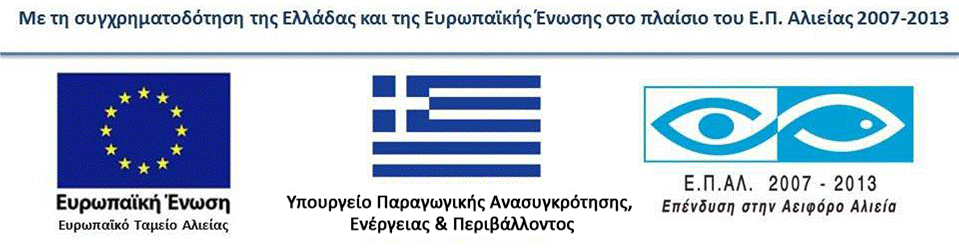 Με τη συγχρηματοδότηση της Ελλάδας και της Ευρωπαϊκής Ένωσης στο πλαίσιο του Ε.Π. Αλιείας 2007-2013
Ευρωπαϊκή Ένωση
Ευρωπαϊκό Ταμείο Αλιείας
Υπουργείο Παραγωγικής Ανασυγκρότησης,
Ενέργειας & Περιβάλλοντος
Ε.Π.ΑΛ. 2007 - 2013
Επένδυση στην Αειφόρο Αλιεία